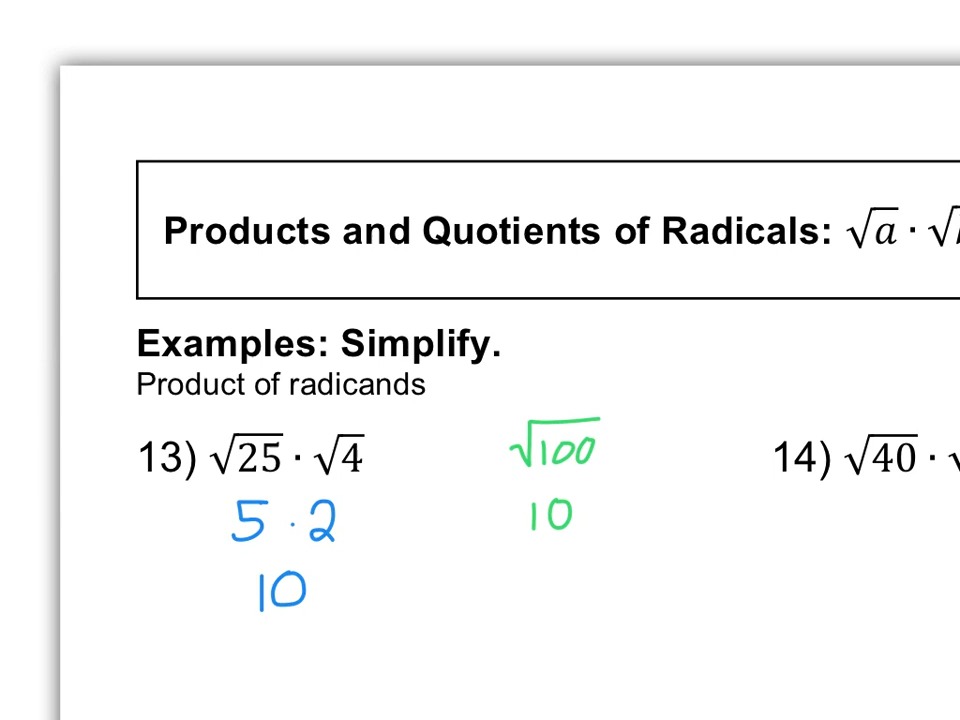 Products and Quotients of Radicals: √a · √
Examples: Simplify.
Product of radicands
13) √25 · √4
√100
14) √40 · √
5 · 2
10
10